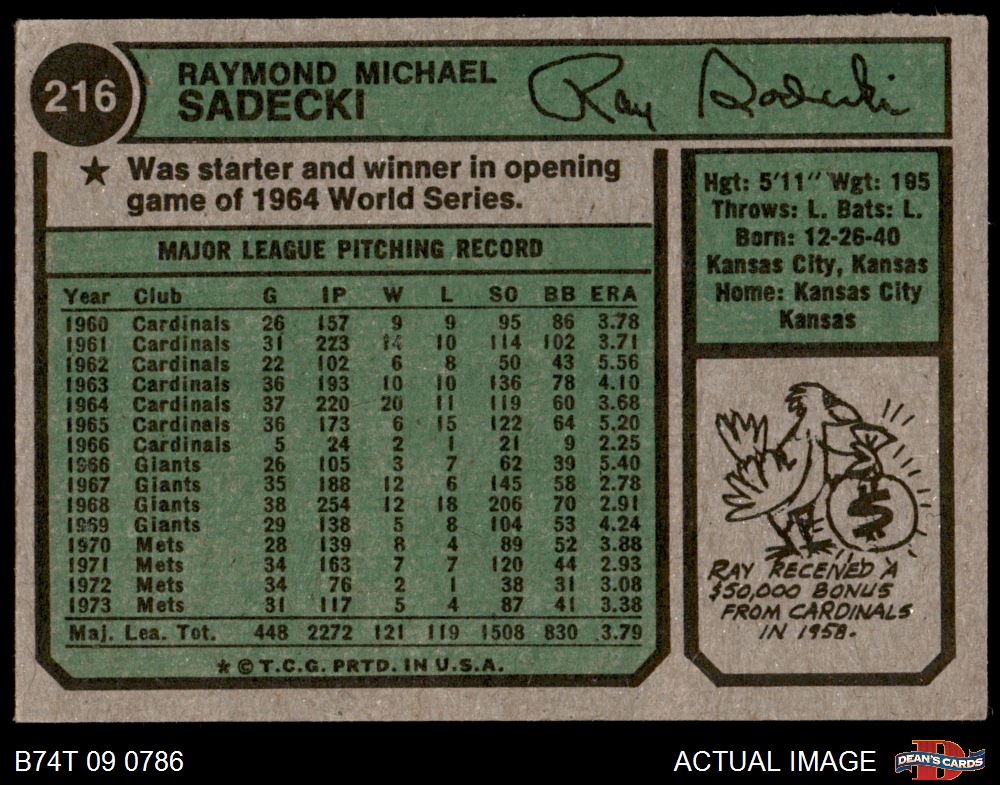 216
RAYMOND MICHAEL
SADECKI
Ray Sadecki
★ Was starter and winner in opening
game of 1964 World Series.
MAJOR LEAGUE PITCHING RECORD
Year Club G IP W L SO BB ERA
1960 Cardinals 26 157 9 9 95 86 3.78
1961 Cardinals 31 223 14 10 114 102 3.71
1962 Cardinals 22 102 6 8 50 43 5.56
1963 Cardinals 36 193 10 10 136 78 4.10
1964 Cardinals 37 220 20 11 119 60 3.68
1965 Cardinals 36 173 6 15 122 64 5.20
1966 Cardinals 5 24 2 1 21 9 2.25
1966 Giants 26 105 3 7 62 39 5.40
1967 Giants 35 188 12 6 145 58 2.78
1968 Giants 38 254 12 18 206 70 2.91
1969 Giants 29 138 5 8 104 53 4.24
1970 Mets 28 139 8 4 89 52 3.88
1971 Mets 34 163 7 7 120 44 2.93
1972 Mets 34 76 2 1 38 31 3.08
1973 Mets 31 117 5 4 87 41 3.38
Maj. Lea. Tot. 448 2272 121 119 1508 830 3.79
★ © T.C.G. PRTD. IN U.S.A.
Hgt: 5'11" Wgt: 195
Throws: L. Bats: L.
Born: 12-26-40
Kansas City, Kansas
Home: Kansas City
Kansas
$
RAY RECEIVED A
$50,000 BONUS
FROM CARDINALS
IN 1958.
B74T 09 0786
ACTUAL IMAGE
D
DEAN'S CARDS